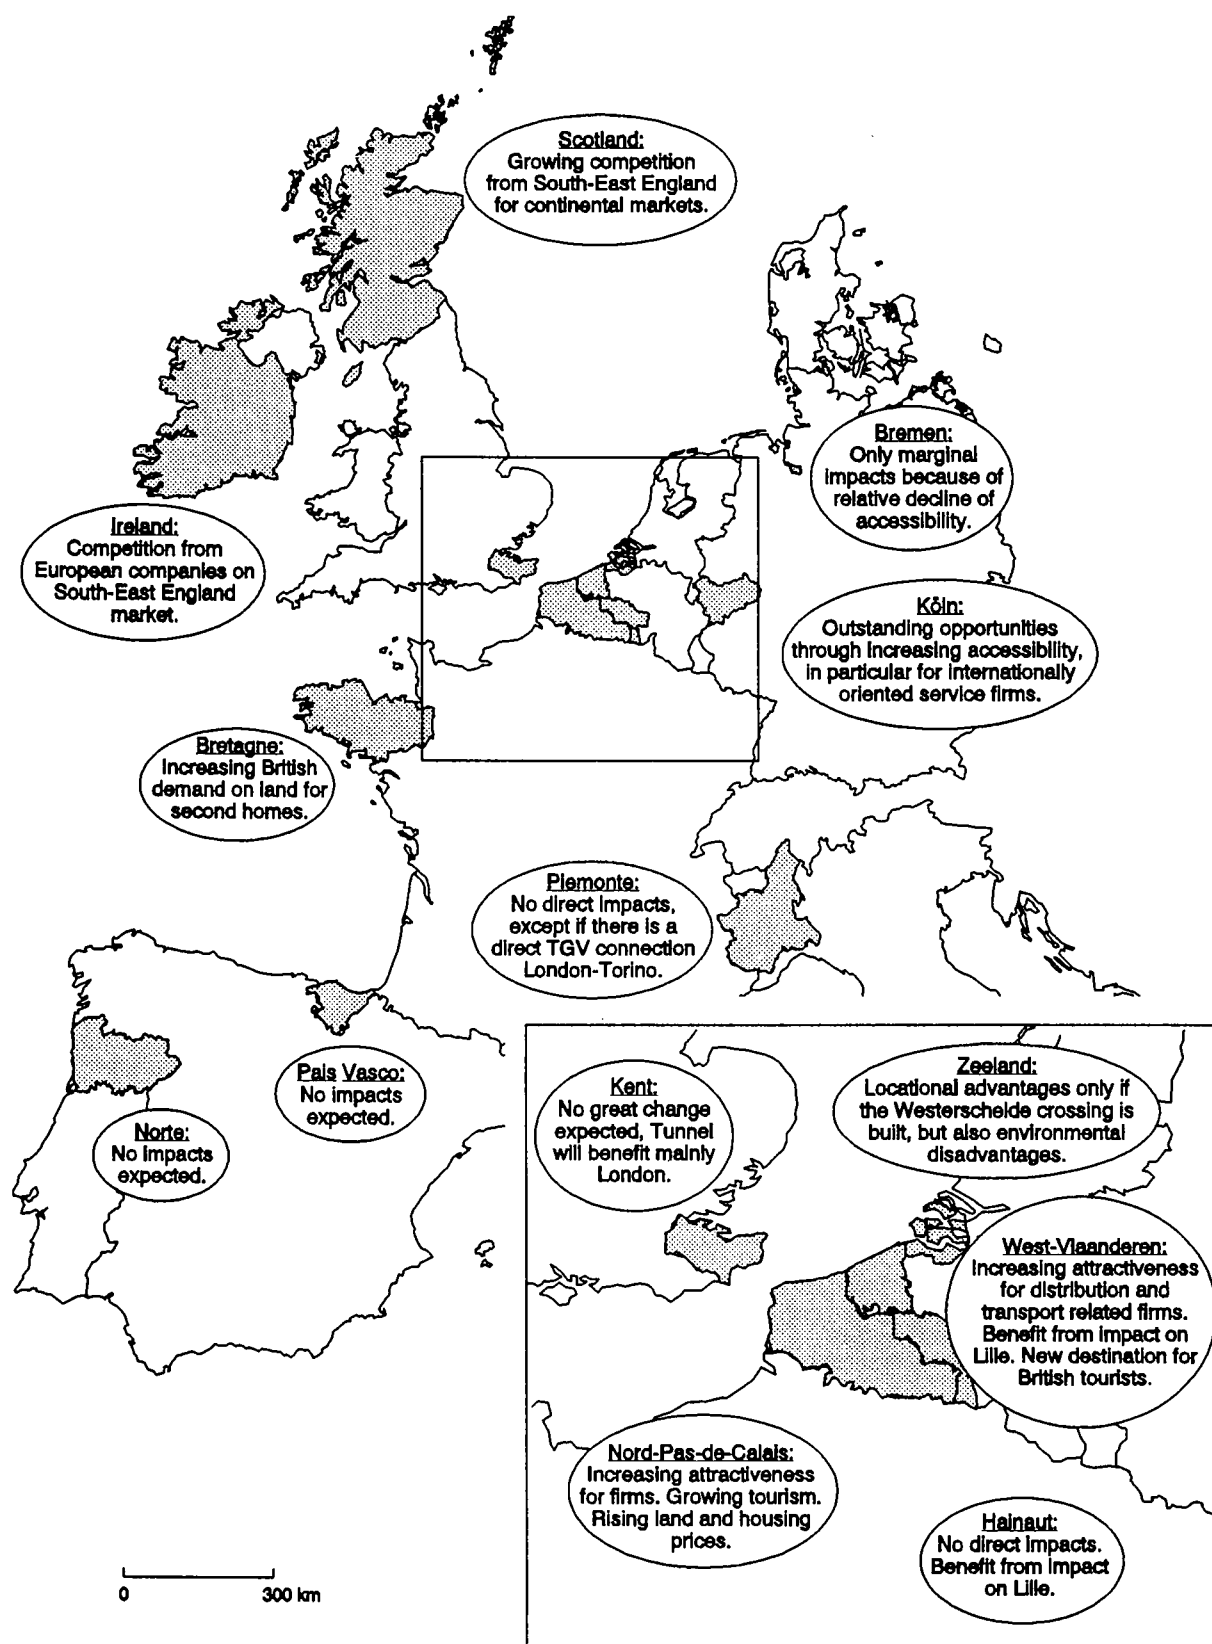 Scotland:
Growing competition
from South-East England
for continental markets.
Bremen:
Only marginal
impacts because of
relative decline of
accessibility.
Ireland:
Competition from
European companies on
South-East England
market.
Köln:
Outstanding opportunities
through increasing accessibility,
in particular for internationally
oriented service firms.
Bretagne:
Increasing British
demand on land for
second homes.
Piemonte:
No direct impacts,
except if there is a
direct TGV connection
London-Torino.
Pais Vasco:
No impacts
expected.
Norte:
No impacts
expected.
Kent:
No great change
expected, Tunnel
will benefit mainly
London.
Zeeland:
Locational advantages only if
the Westerschelde crossing is
built, but also environmental
disadvantages.
West-Vlaanderen:
Increasing attractiveness
for distribution and
transport related firms.
Benefit from impact on
Lille. New destination for
British tourists.
Nord-Pas-de-Calais:
Increasing attractiveness
for firms. Growing tourism.
Rising land and housing
prices.
Hainaut:
No direct impacts.
Benefit from impact
on Lille.
0 300 km